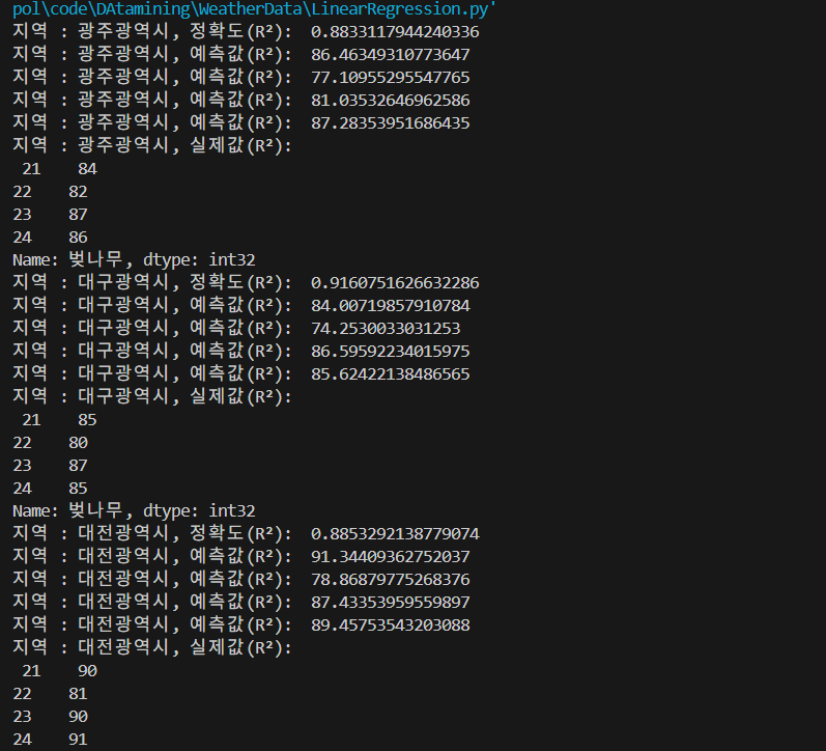 pol\code\DAtamining\WeatherData\LinearRegression.py'
지역 : 광주광역시, 정확도(R²):  0.8833117944240336
지역 : 광주광역시, 예측값(R²):  86.46349310773647
지역 : 광주광역시, 예측값(R²):  77.10955295547765
지역 : 광주광역시, 예측값(R²):  81.03532646962586
지역 : 광주광역시, 예측값(R²):  87.28353951686435
지역 : 광주광역시, 실제값(R²):
 21    84
22    82
23    87
24    86
Name: 벚나무, dtype: int32
지역 : 대구광역시, 정확도(R²):  0.9160751626632286
지역 : 대구광역시, 예측값(R²):  84.00719857910784
지역 : 대구광역시, 예측값(R²):  74.2530033031253
지역 : 대구광역시, 예측값(R²):  86.59592234015975
지역 : 대구광역시, 예측값(R²):  85.62422138486565
지역 : 대구광역시, 실제값(R²):
 21    85
22    80
23    87
24    85
Name: 벚나무, dtype: int32
지역 : 대전광역시, 정확도(R²):  0.8853292138779074
지역 : 대전광역시, 예측값(R²):  91.34409362752037
지역 : 대전광역시, 예측값(R²):  78.86879775268376
지역 : 대전광역시, 예측값(R²):  87.43353959559897
지역 : 대전광역시, 예측값(R²):  89.45753543203088
지역 : 대전광역시, 실제값(R²):
 21    90
22    81
23    90
24    91